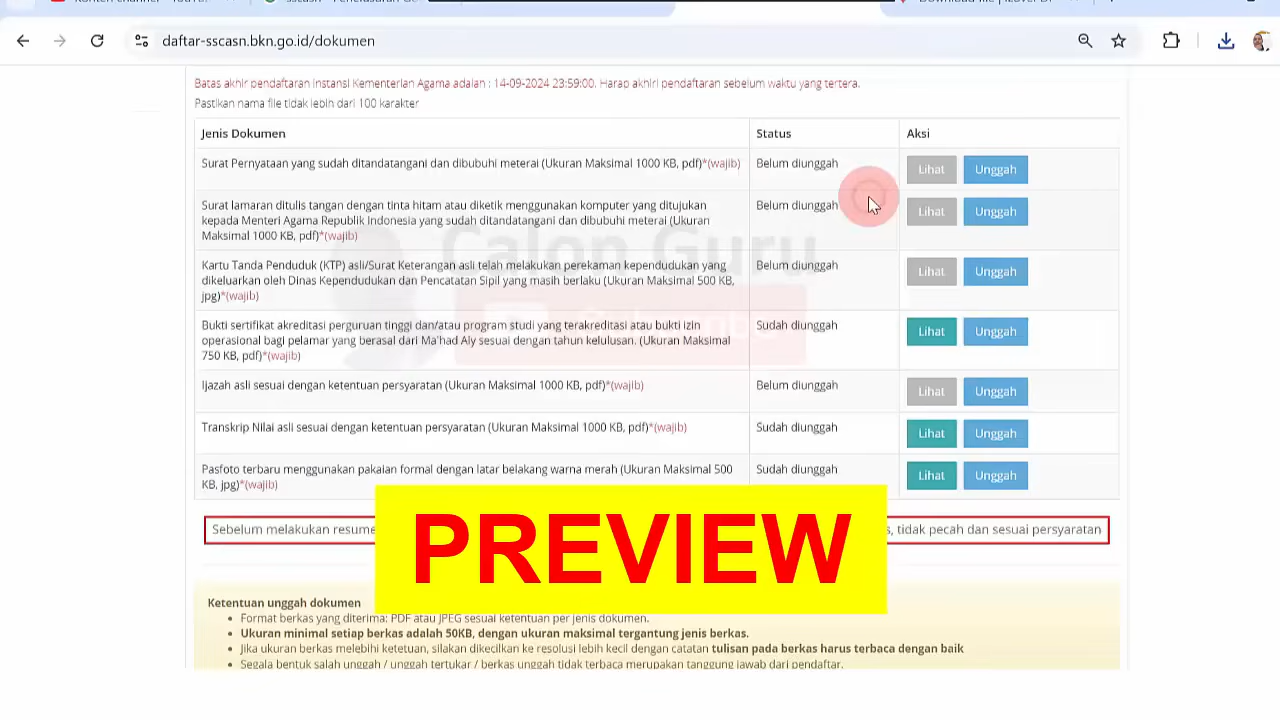 daftar-sscasn.bkn.go.id/dokumen
Batas akhir pendaftaran instansi Kementerian Agama adalah : 14-09-2024 23:59:00. Harap akhiri pendaftaran sebelum waktu yang tertera.
Pastikan nama file tidak lebih dari 100 karakter
Jenis Dokumen Status Aksi
Surat Pernyataan yang sudah ditandatangani dan dibubuhi meterai (Ukuran Maksimal 1000 KB, pdf)*(wajib) Belum diunggah Lihat Unggah
Surat lamaran ditulis tangan dengan tinta hitam atau diketik menggunakan komputer yang ditujukan Belum diunggah Lihat Unggah
kepada Menteri Agama Republik Indonesia yang sudah ditandatangani dan dibubuhi meterai (Ukuran
Maksimal 1000 KB, pdf)*(wajib)
Calon Guru
Kartu Tanda Penduduk (KTP) asli/Surat Keterangan asli telah melakukan perekaman kependudukan yang Belum diunggah Lihat Unggah
dikeluarkan oleh Dinas Kependudukan dan Pencatatan Sipil yang masih berlaku (Ukuran Maksimal 500 KB,
jpg)*(wajib)
Bukti sertifikat akreditasi perguruan tinggi dan/atau program studi yang terakreditasi atau bukti izin Sudah diunggah Lihat Unggah
operasional bagi pelamar yang berasal dari Ma'had Aly sesuai dengan tahun kelulusan. (Ukuran Maksimal
750 KB, pdf)*(wajib)
Ijazah asli sesuai dengan ketentuan persyaratan (Ukuran Maksimal 1000 KB, pdf)*(wajib) Belum diunggah Lihat Unggah
Transkrip Nilai asli sesuai dengan ketentuan persyaratan (Ukuran Maksimal 1000 KB, pdf)*(wajib) Sudah diunggah Lihat Unggah
Pasfoto terbaru menggunakan pakaian formal dengan latar belakang warna merah (Ukuran Maksimal 500 Sudah diunggah Lihat Unggah
KB, jpg)*(wajib)
Sebelum melakukan resume , tidak pecah dan sesuai persyaratan
PREVIEW
Ketentuan unggah dokumen
Format berkas yang diterima: PDF atau JPEG sesuai ketentuan per jenis dokumen.
Ukuran minimal setiap berkas adalah 50KB, dengan ukuran maksimal tergantung jenis berkas.
Jika ukuran berkas melebihi ketetuan, silakan dikecilkan ke resolusi lebih kecil dengan catatan tulisan pada berkas harus terbaca dengan baik
Segala bentuk salah unggah / unggah tertukar / berkas unggah tidak terbaca merupakan tanggung jawab dari pendaftar.